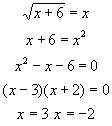 √(x+6) = x
x + 6 = x²
x² − x − 6 = 0
(x − 3)(x + 2) = 0
x = 3 x = −2